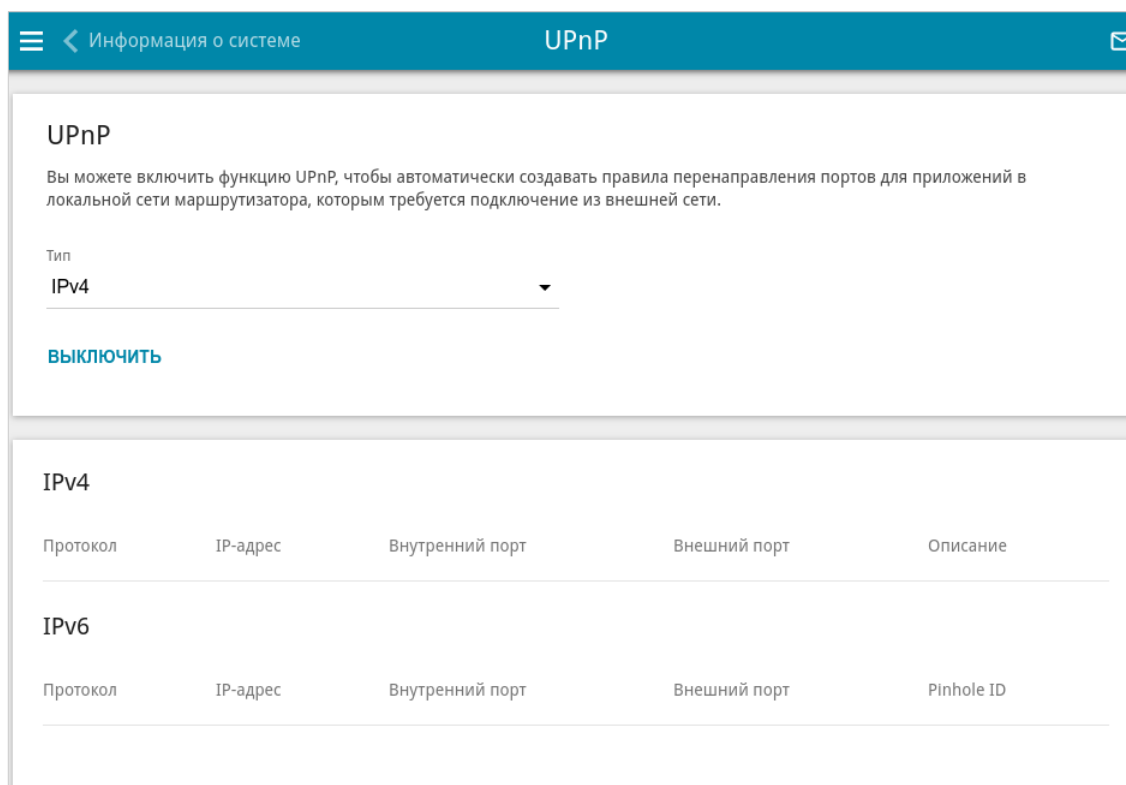 Информация о системе
UPnP
UPnP
Вы можете включить функцию UPnP, чтобы автоматически создавать правила перенаправления портов для приложений в
локальной сети маршрутизатора, которым требуется подключение из внешней сети.
Тип
IPv4
ВЫКЛЮЧИТЬ
IPv4
Протокол IP-адрес Внутренний порт Внешний порт Описание
IPv6
Протокол IP-адрес Внутренний порт Внешний порт Pinhole ID